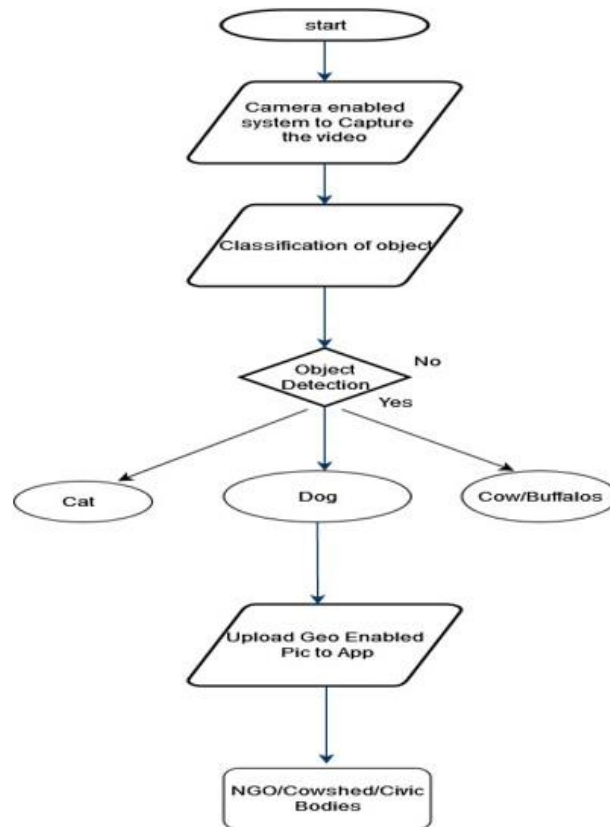 start
Camera enabled
system to Capture
the video
Classification of object
Object
Detection
No
Yes
Cat
Dog
Cow/Buffalos
Upload Geo Enabled
Pic to App
NGO/Cowshed/Civic
Bodies